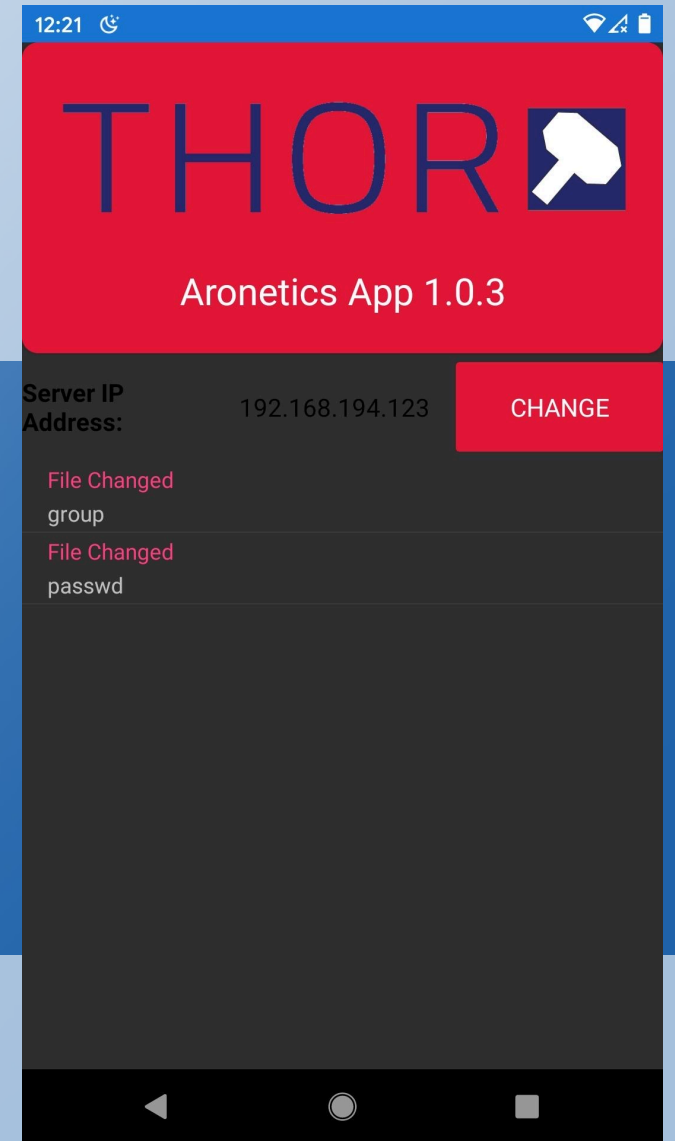 12:21
THOR
Aronetics App 1.0.3
Server IP
Address:
192.168.194.123
CHANGE
File Changed
group
File Changed
passwd